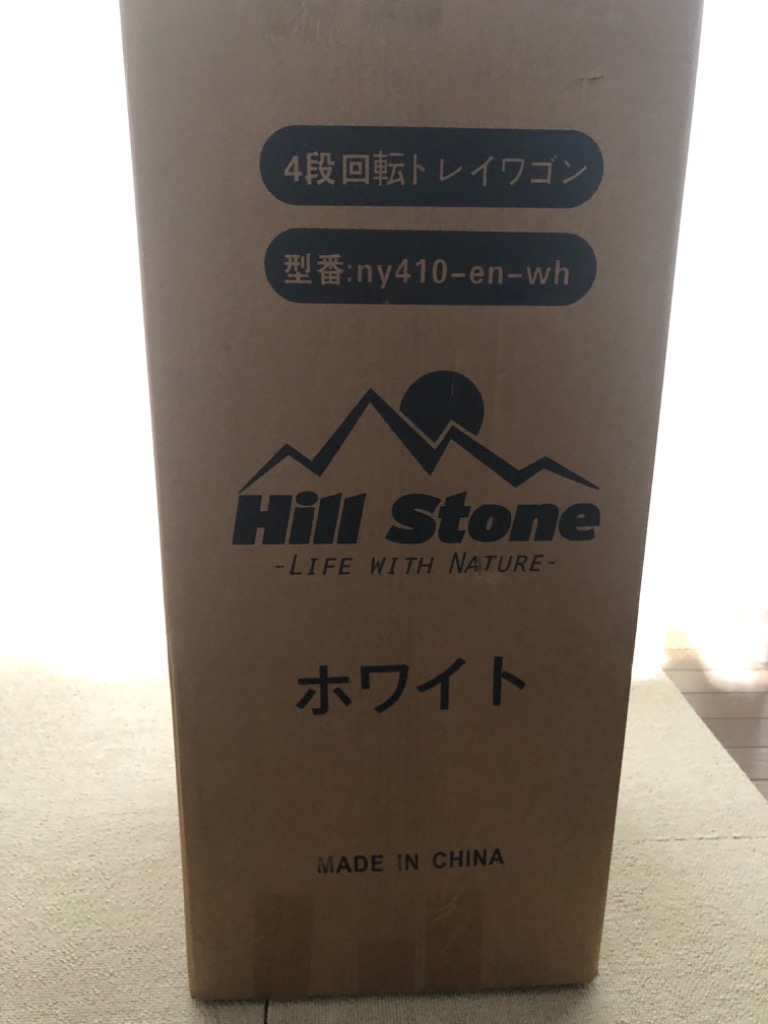 4段回転トレイワゴン
型番:ny410-en-wh
Hill Stone
-LIFE WITH NATURE-
ホワイト
MADE IN CHINA